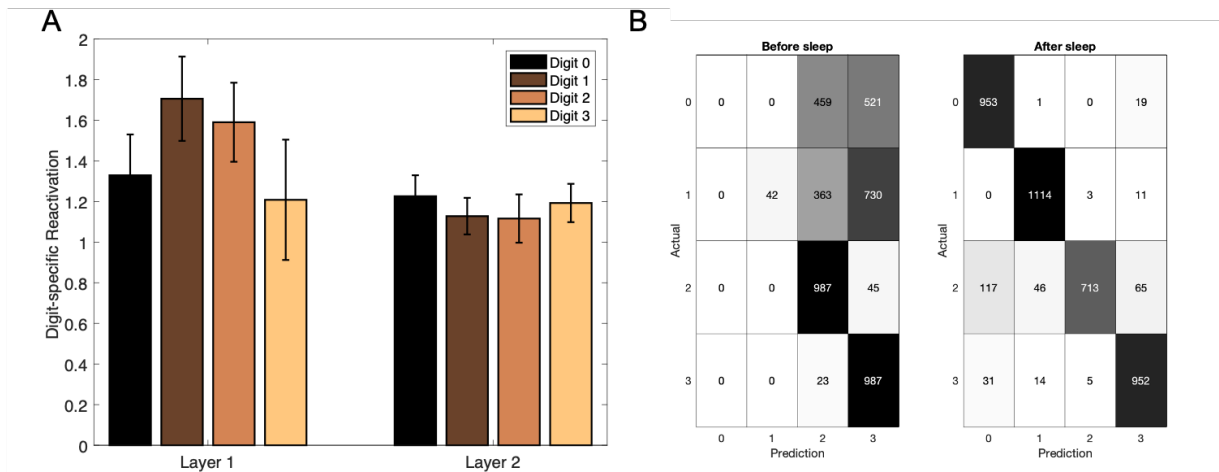 A
2
1.8
1.6
1.4
1.2
1
0.8
0.6
0.4
0.2
0
Digit-specific Reactivation
Digit 0
Digit 1
Digit 2
Digit 3
Layer 1
Layer 2
B
Before sleep
Actual
0 0 0 459 521
1 0 42 363 730
2 0 0 987 45
3 0 0 23 987
0 1 2 3
Prediction
After sleep
Actual
0 953 1 0 19
1 0 1114 3 11
2 117 46 713 65
3 31 14 5 952
0 1 2 3
Prediction